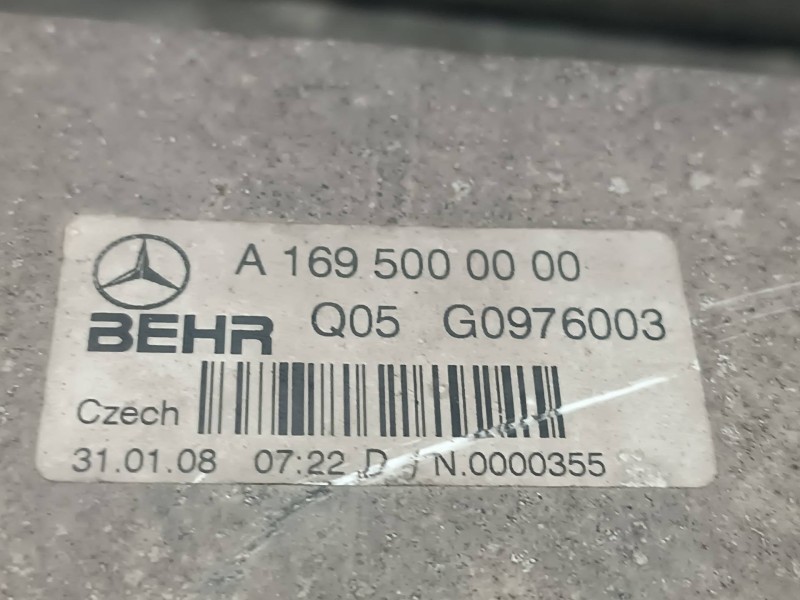 A 169 500 00 00
BEHR Q05 G0976003
Czech
31.01.08 07:22 D N.0000355